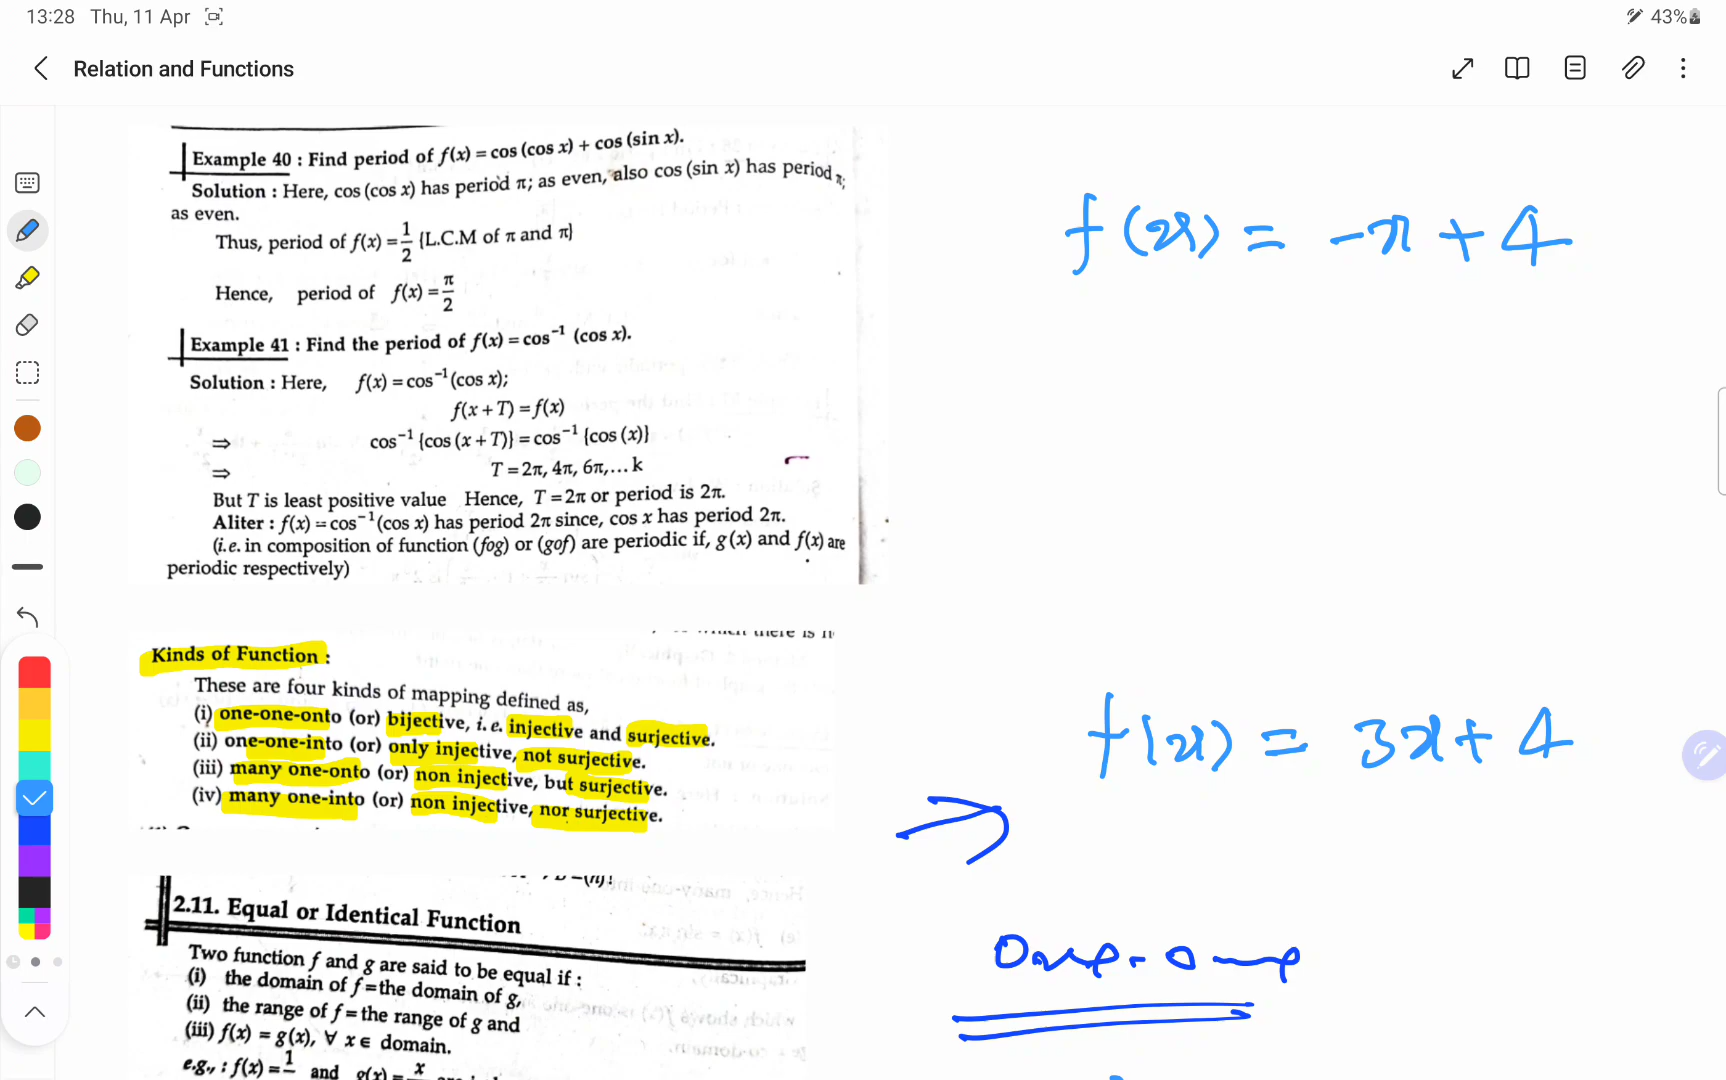 13:28 Thu, 11 Apr
43%
Relation and Functions
Example 40 : Find period of f(x) = cos (cos x) + cos (sin x).
Solution : Here, cos (cos x) has period π; as even, also cos (sin x) has period π;
as even.
Thus, period of f(x) = 1/2 {L.C.M of π and π}
Hence, period of f(x) = π/2
Example 41 : Find the period of f(x) = cos⁻¹ (cos x).
Solution : Here, f(x) = cos⁻¹ (cos x);
f(x + T) = f(x)
⇒ cos⁻¹ {cos (x + T)} = cos⁻¹ {cos (x)}
⇒ T = 2π, 4π, 6π,... k
But T is least positive value Hence, T = 2π or period is 2π.
Aliter : f(x) = cos⁻¹ (cos x) has period 2π since, cos x has period 2π.
(i.e. in composition of function (fog) or (gof) are periodic if, g(x) and f(x) are
periodic respectively)
Kinds of Function :
These are four kinds of mapping defined as,
(i) one-one-onto (or) bijective, i.e. injective and surjective.
(ii) one-one-into (or) only injective, not surjective.
(iii) many one-onto (or) non injective, but surjective.
(iv) many one-into (or) non injective, nor surjective.
2.11. Equal or Identical Function
Two function f and g are said to be equal if :
(i) the domain of f = the domain of g,
(ii) the range of f = the range of g and
(iii) f(x) = g(x), ∀ x ∈ domain.
e.g., : f(x) = 1 and g(x) = x
f(x) = -x + 4
f(x) = 3x + 4
One-one